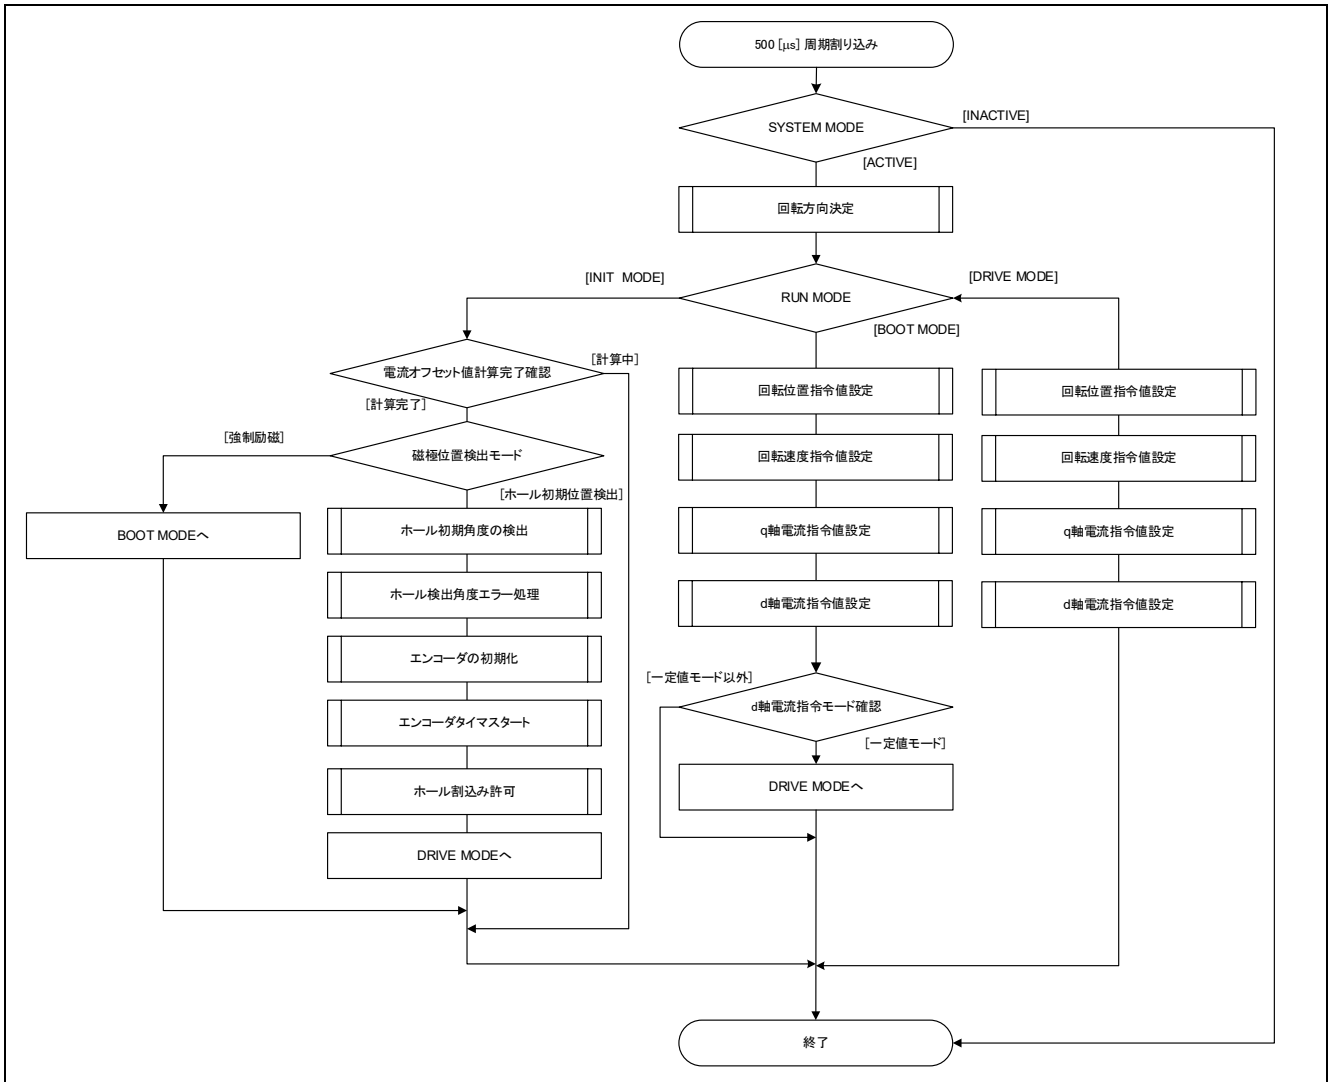 500 [μs] 周期割り込み
SYSTEM MODE
[INACTIVE]
[ACTIVE]
回転方向決定
[INIT MODE]
RUN MODE
[DRIVE MODE]
[BOOT MODE]
電流オフセット値計算完了確認
[計算中]
[計算完了]
[強制励磁]
磁極位置検出モード
[ホール初期位置検出]
BOOT MODEへ
ホール初期角度の検出
ホール検出角度エラー処理
エンコーダの初期化
エンコーダタイマスタート
ホール割込み許可
DRIVE MODEへ
回転位置指令値設定
回転速度指令値設定
q軸電流指令値設定
d軸電流指令値設定
[一定値モード以外]
d軸電流指令モード確認
[一定値モード]
DRIVE MODEへ
回転位置指令値設定
回転速度指令値設定
q軸電流指令値設定
d軸電流指令値設定
終了